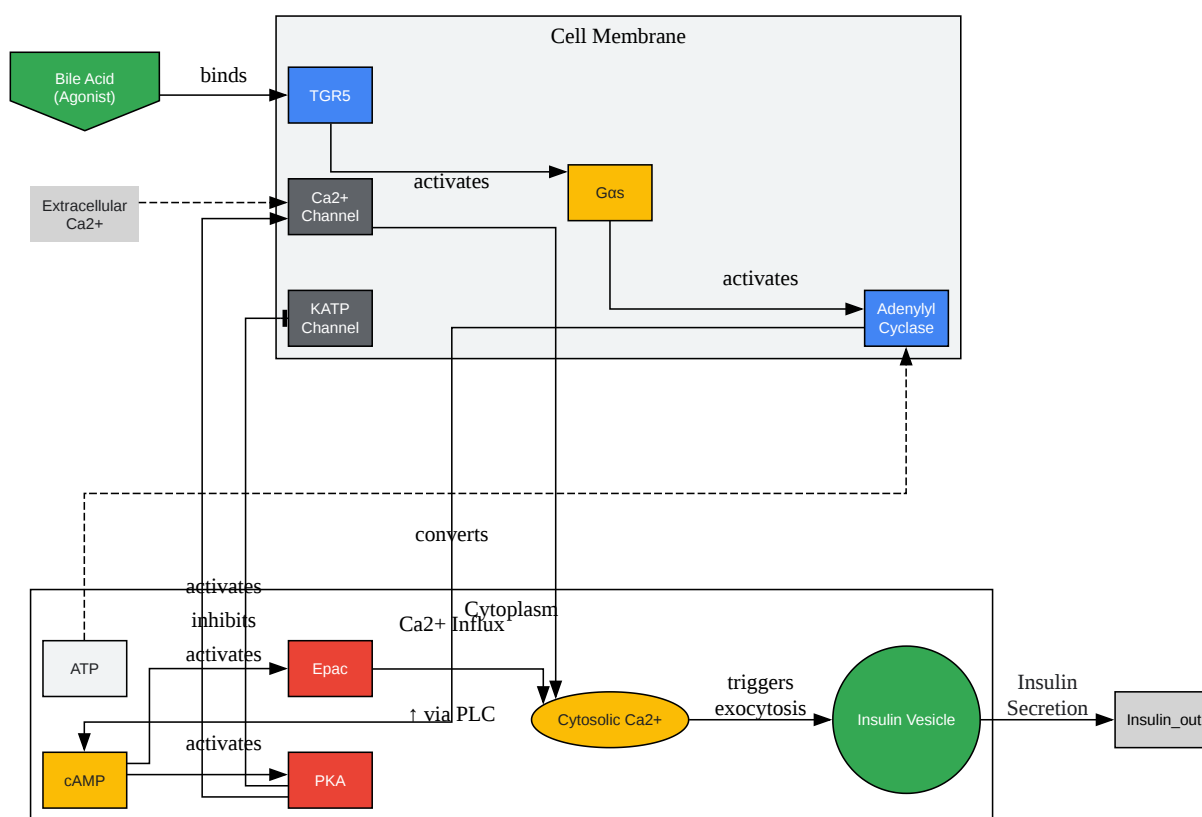 Cell Membrane
Bile Acid
(Agonist)
binds
TGR5
activates
Extracellular
Ca2+
Ca2+
Channel
Gαs
activates
KATP
Channel
Adenylyl
Cyclase
converts
activates
Cytoplasm
inhibits
Ca2+ Influx
activates
ATP
Epac
triggers
exocytosis
Insulin
Secretion
↑ via PLC
Cytosolic Ca2+
Insulin Vesicle
Insulin_out
activates
cAMP
PKA